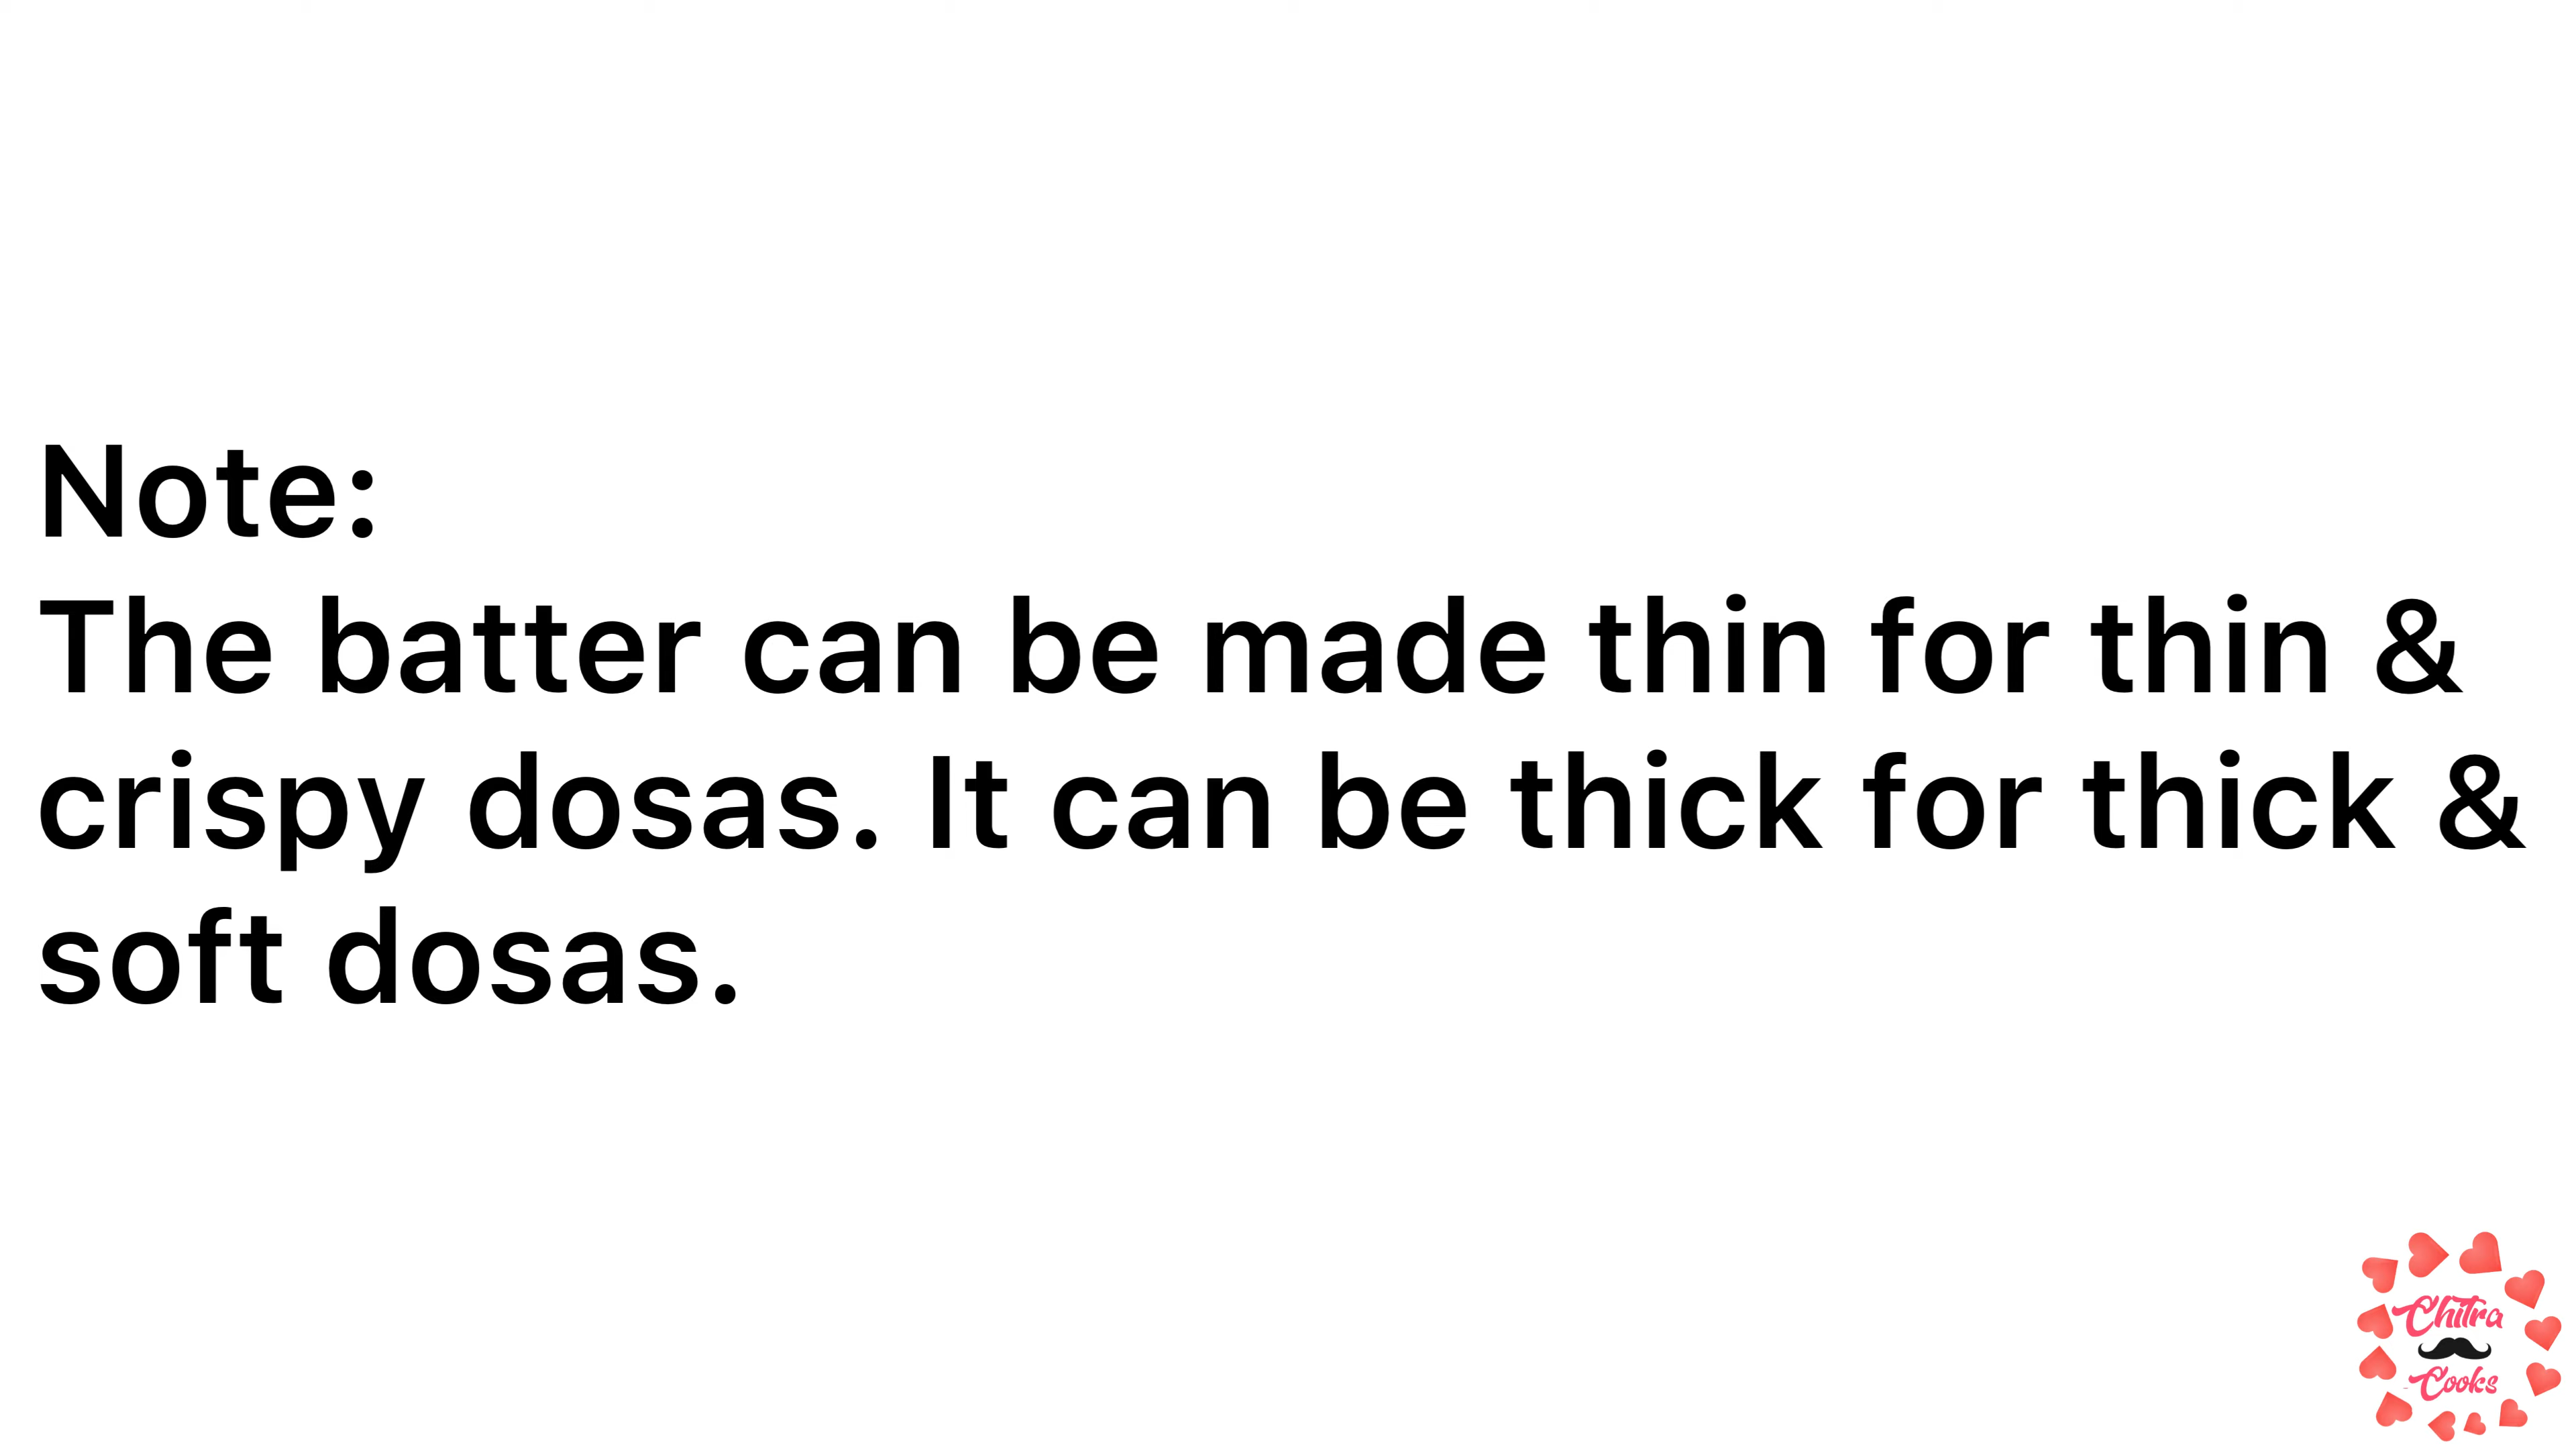 Note:
The batter can be made thin for thin &
crispy dosas. It can be thick for thick &
soft dosas.
Chitra
Cooks